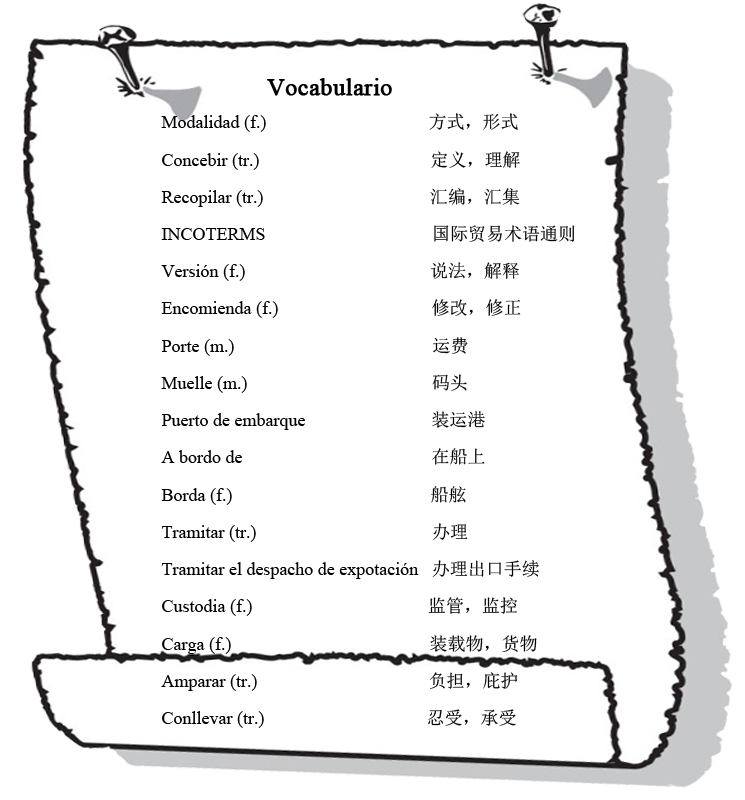 Vocabulario
Modalidad (f.) 方式，形式
Concebir (tr.) 定义，理解
Recopilar (tr.) 汇编，汇集
INCOTERMS 国际贸易术语通则
Versión (f.) 说法，解释
Encomienda (f.) 修改，修正
Porte (m.) 运费
Muelle (m.) 码头
Puerto de embarque 装运港
A bordo de 在船上
Borda (f.) 船舷
Tramitar (tr.) 办理
Tramitar el despacho de expotación 办理出口手续
Custodia (f.) 监管，监控
Carga (f.) 装载物，货物
Amparar (tr.) 负担，庇护
Conllevar (tr.) 忍受，承受